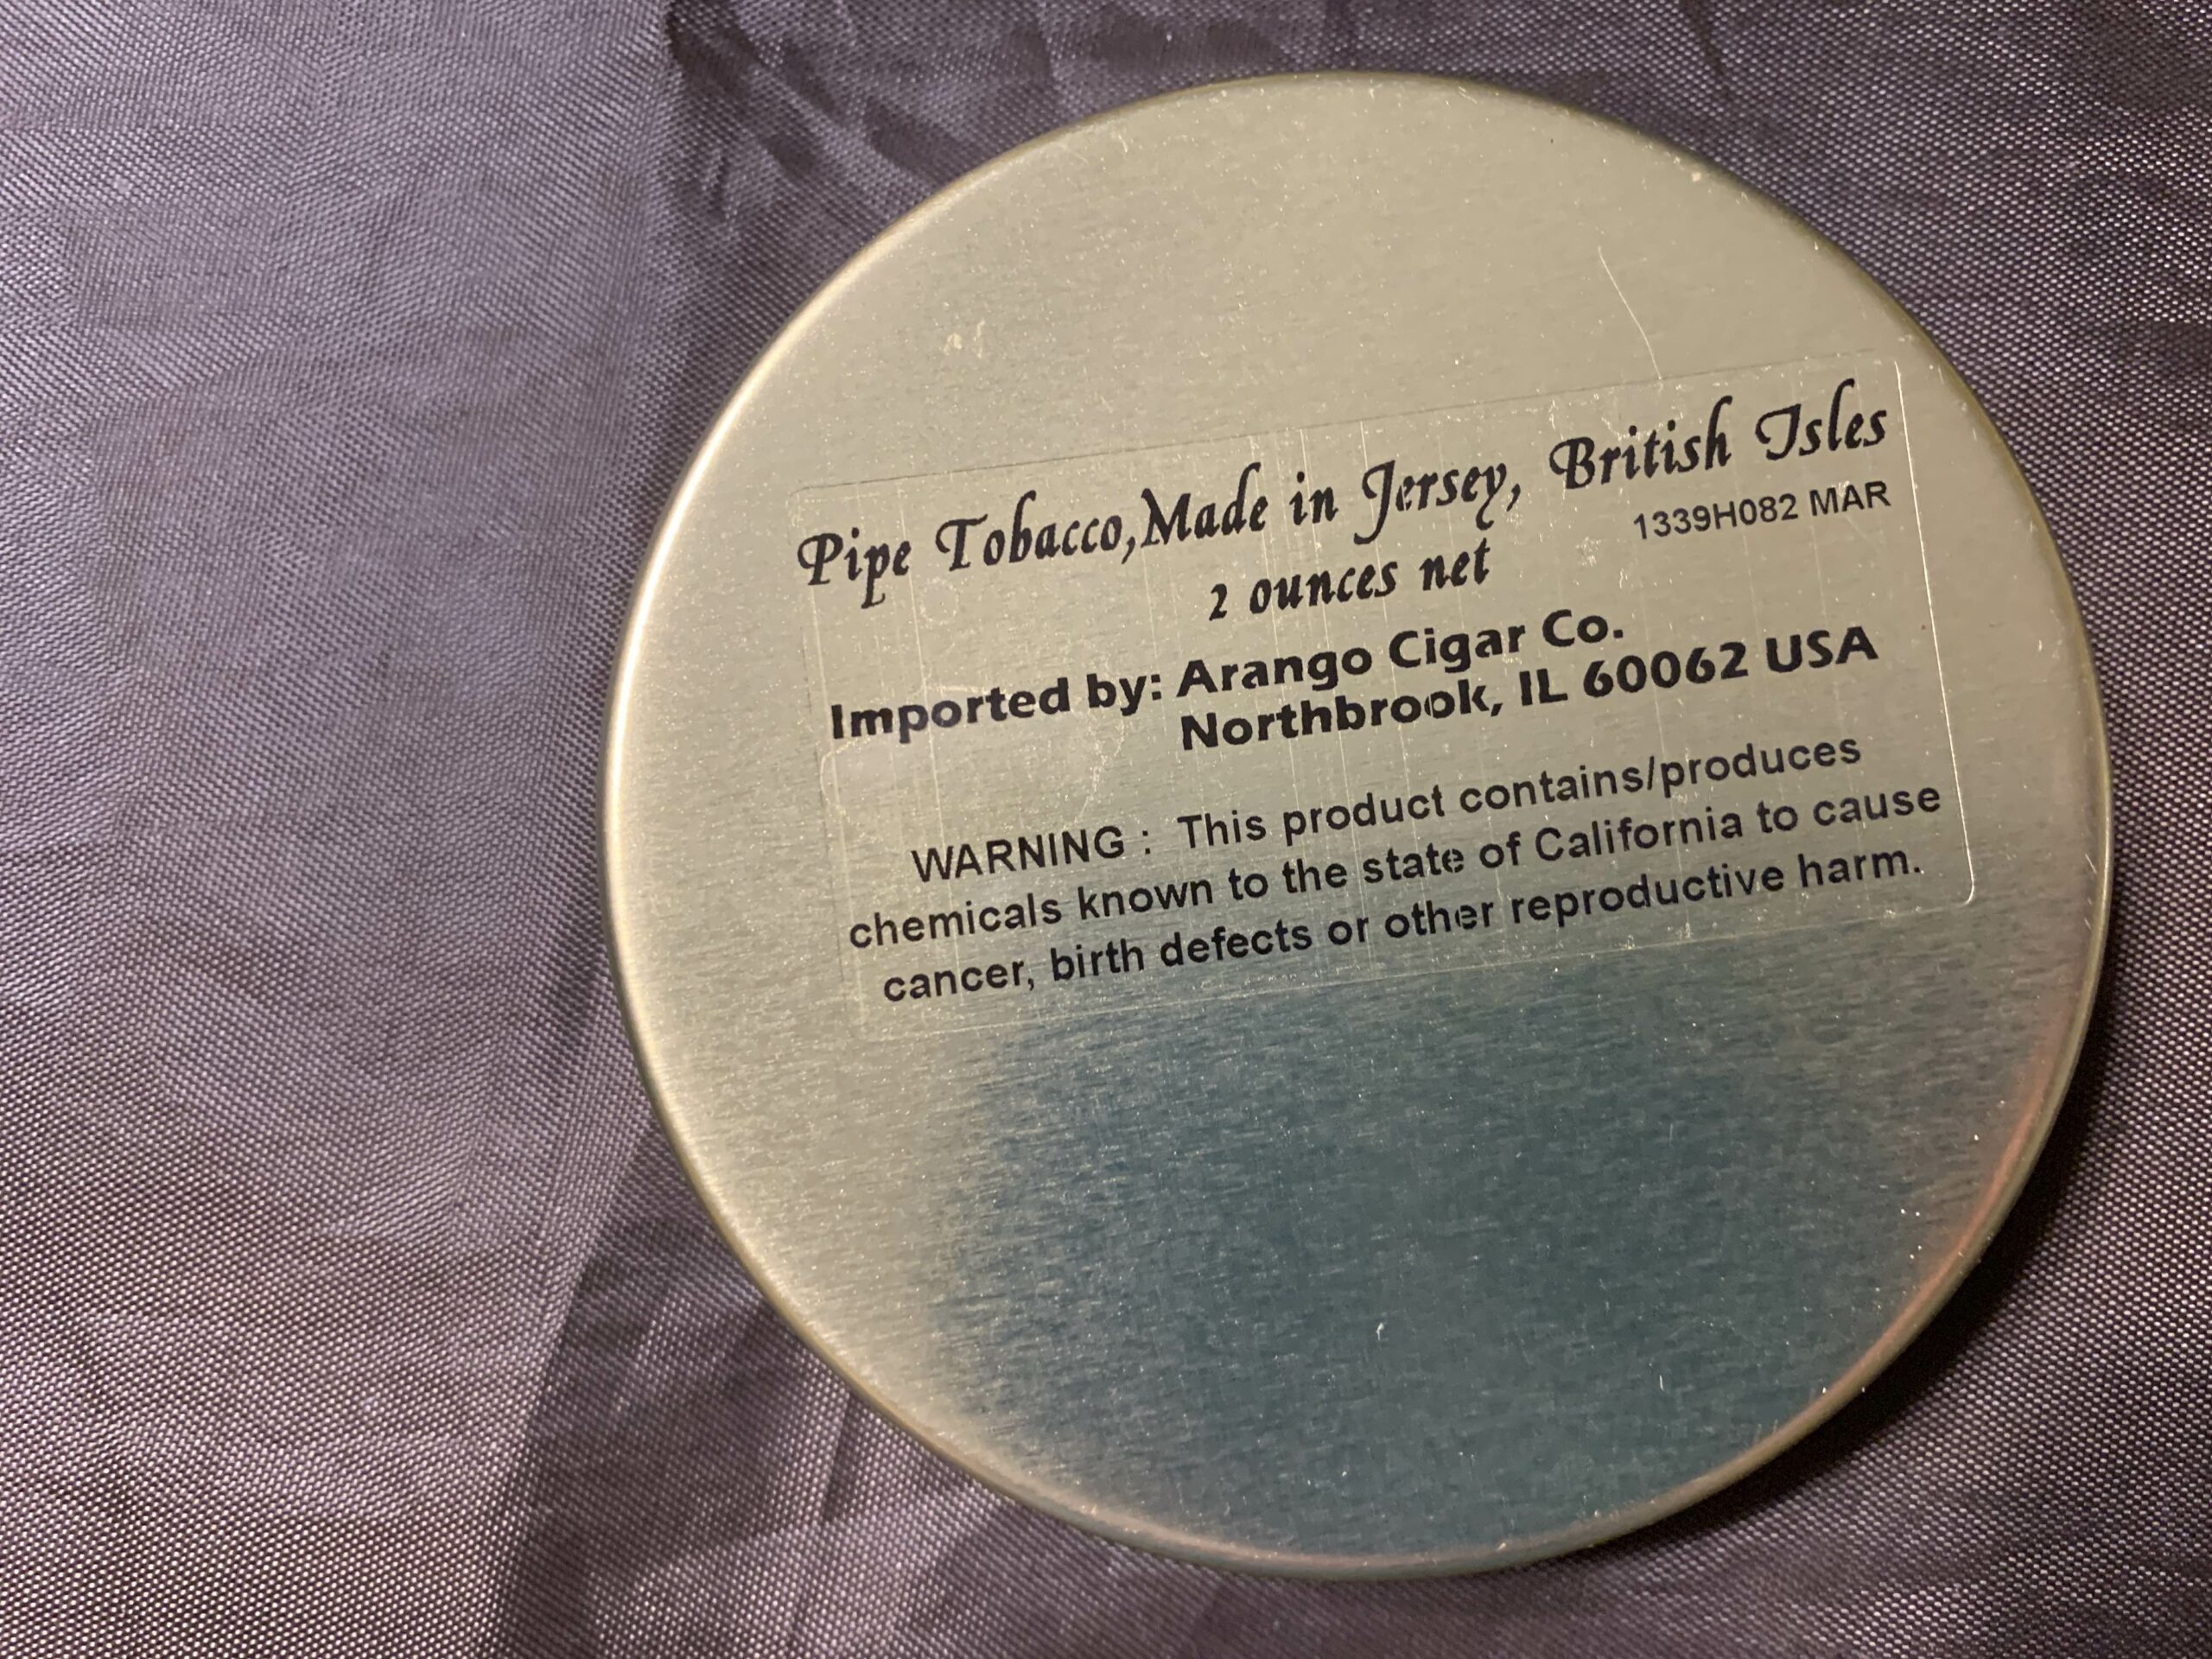 Pipe Tobacco,Made in Jersey, British Isles
1339H082 MAR
2 ounces net
Imported by: Arango Cigar Co.
Northbrook, IL 60062 USA
WARNING : This product contains/produces
chemicals known to the state of California to cause
cancer, birth defects or other reproductive harm.